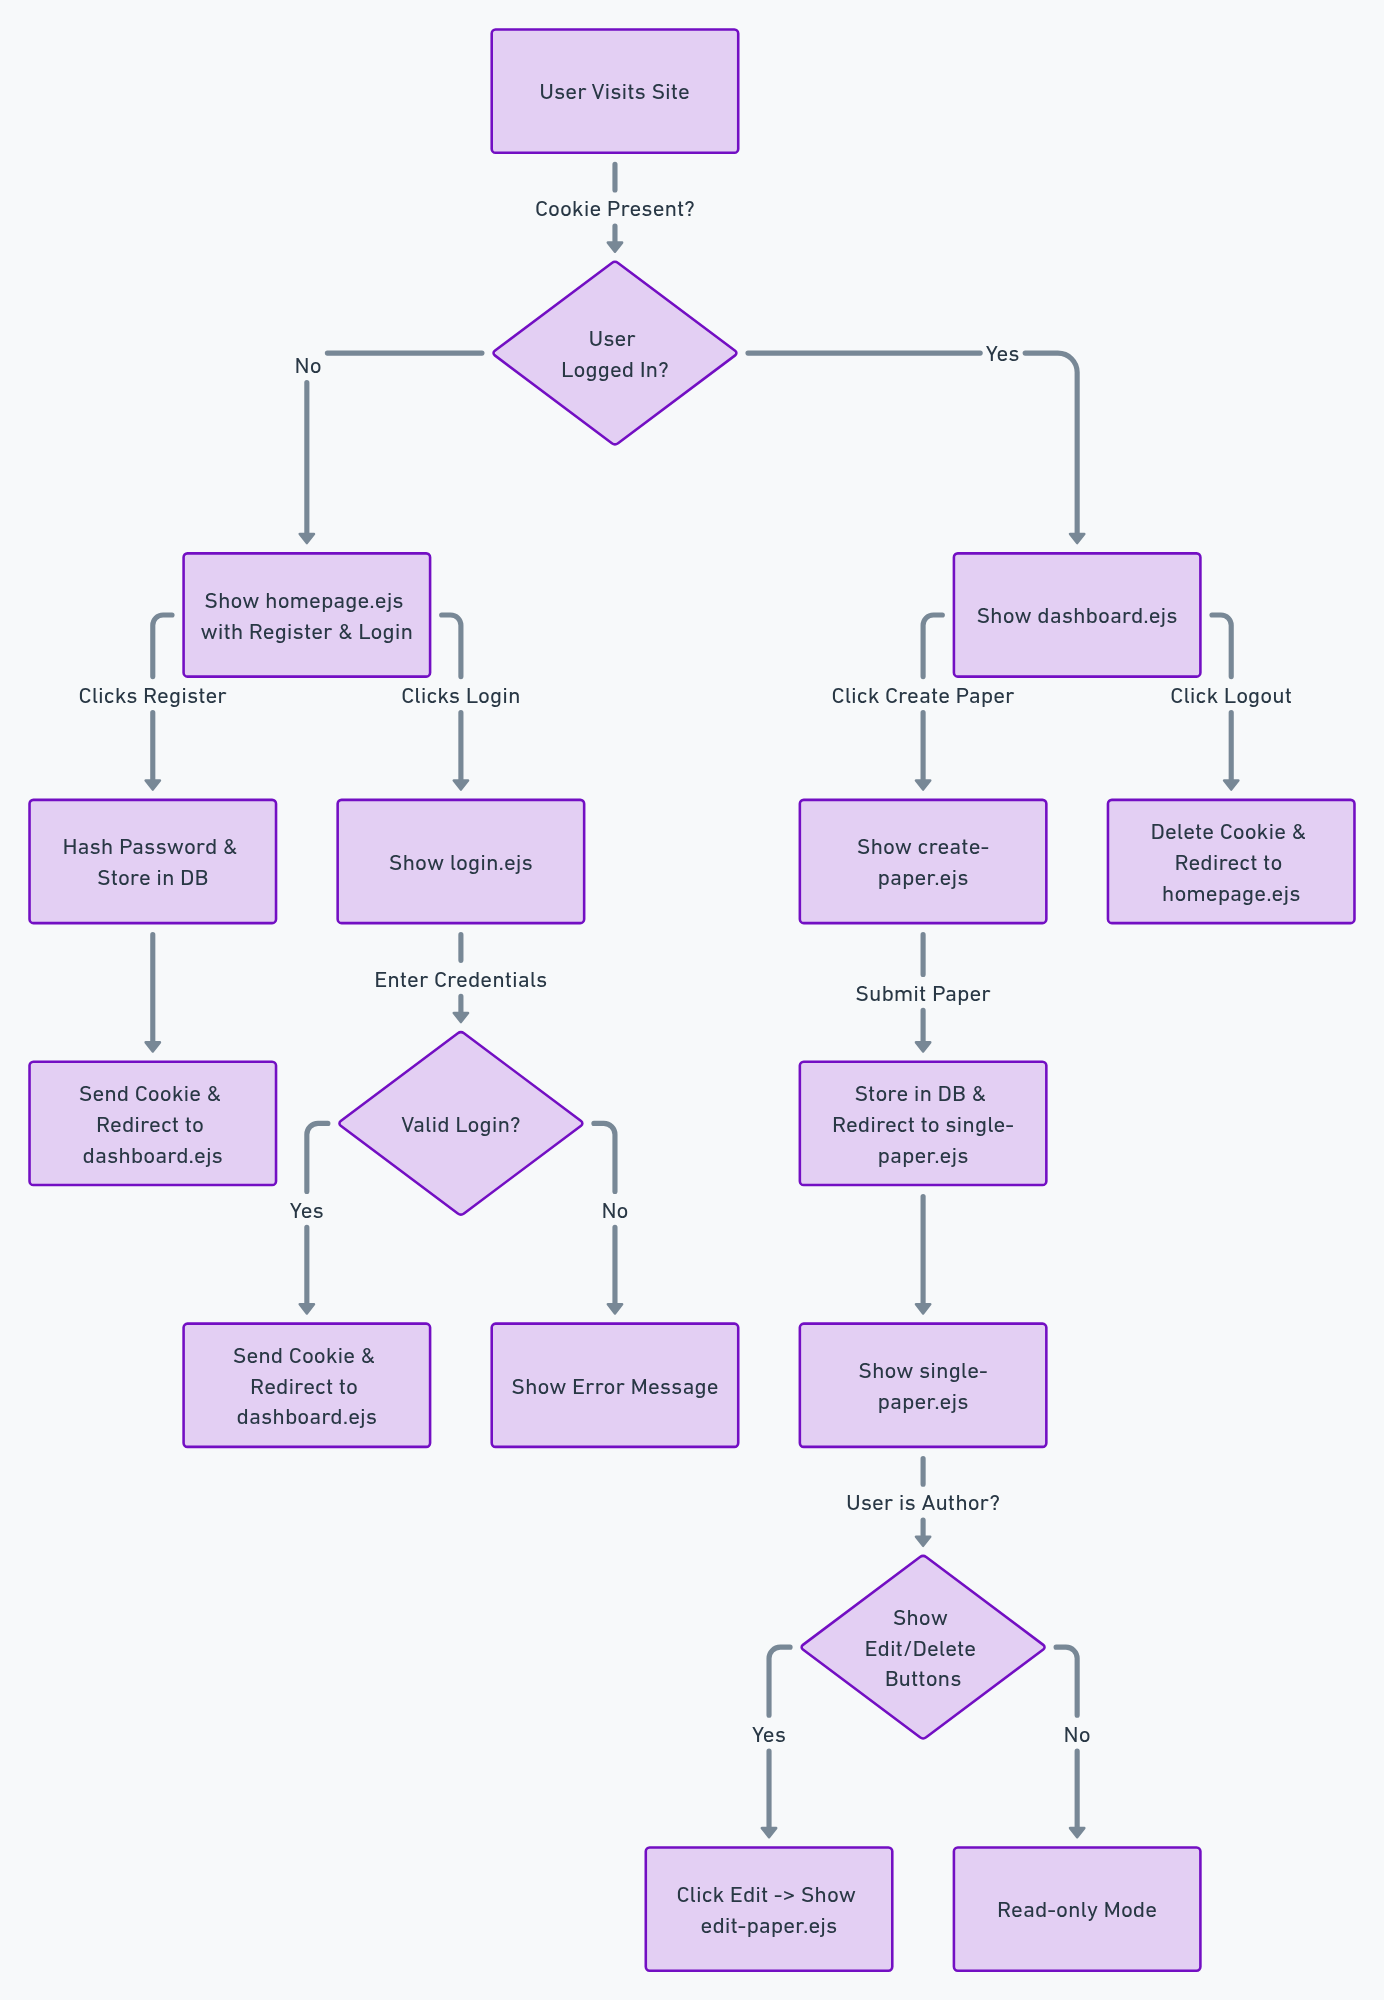 User Visits Site
Cookie Present?
User
Logged In?
No
Yes
Show homepage.ejs
with Register & Login
Show dashboard.ejs
Clicks Register
Clicks Login
Click Create Paper
Click Logout
Hash Password &
Store in DB
Show login.ejs
Show create-
paper.ejs
Delete Cookie &
Redirect to
homepage.ejs
Enter Credentials
Submit Paper
Send Cookie &
Redirect to
dashboard.ejs
Valid Login?
Store in DB &
Redirect to single-
paper.ejs
Yes
No
Send Cookie &
Redirect to
dashboard.ejs
Show Error Message
Show single-
paper.ejs
User is Author?
Show
Edit/Delete
Buttons
Yes
No
Click Edit -> Show
edit-paper.ejs
Read-only Mode